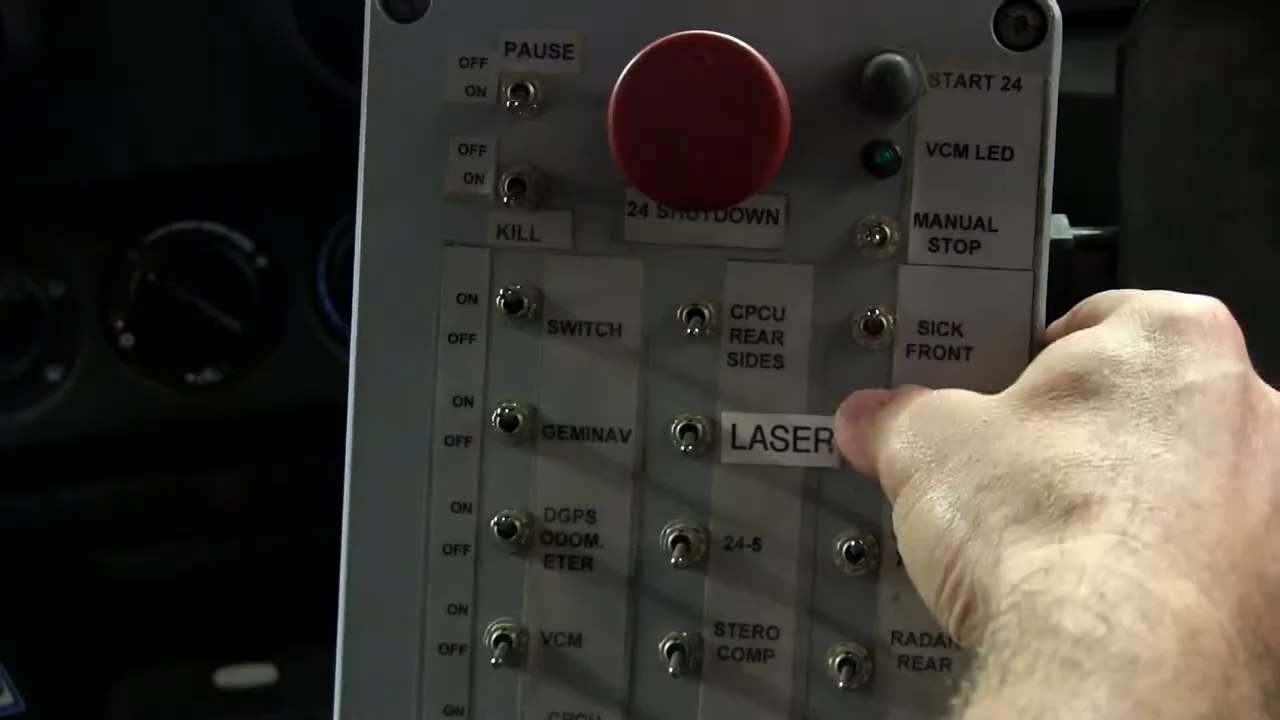 PAUSE
OFF
ON
OFF
ON
KILL
24 SHUTDOWN
START 24
VCM LED
MANUAL
STOP
ON
OFF
SWITCH
CPCU
REAR
SIDES
SICK
FRONT
ON
OFF
GEMINAV
LASER
ON
OFF
DGPS
ODOM.
ETER
24-5
ON
OFF
VCM
STERO
COMP
RADAR
REAR
ON
CPCU